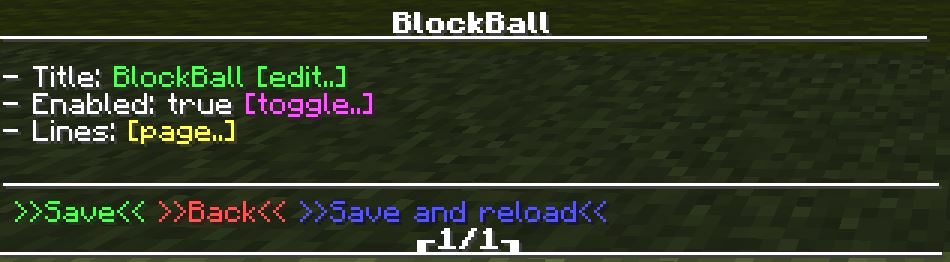 BlockBall
- Title: BlockBall [edit..]
- Enabled: true [toggle..]
- Lines: [page..]
>>Save<< >>Back<< >>Save and reload<<
┏1/1┓